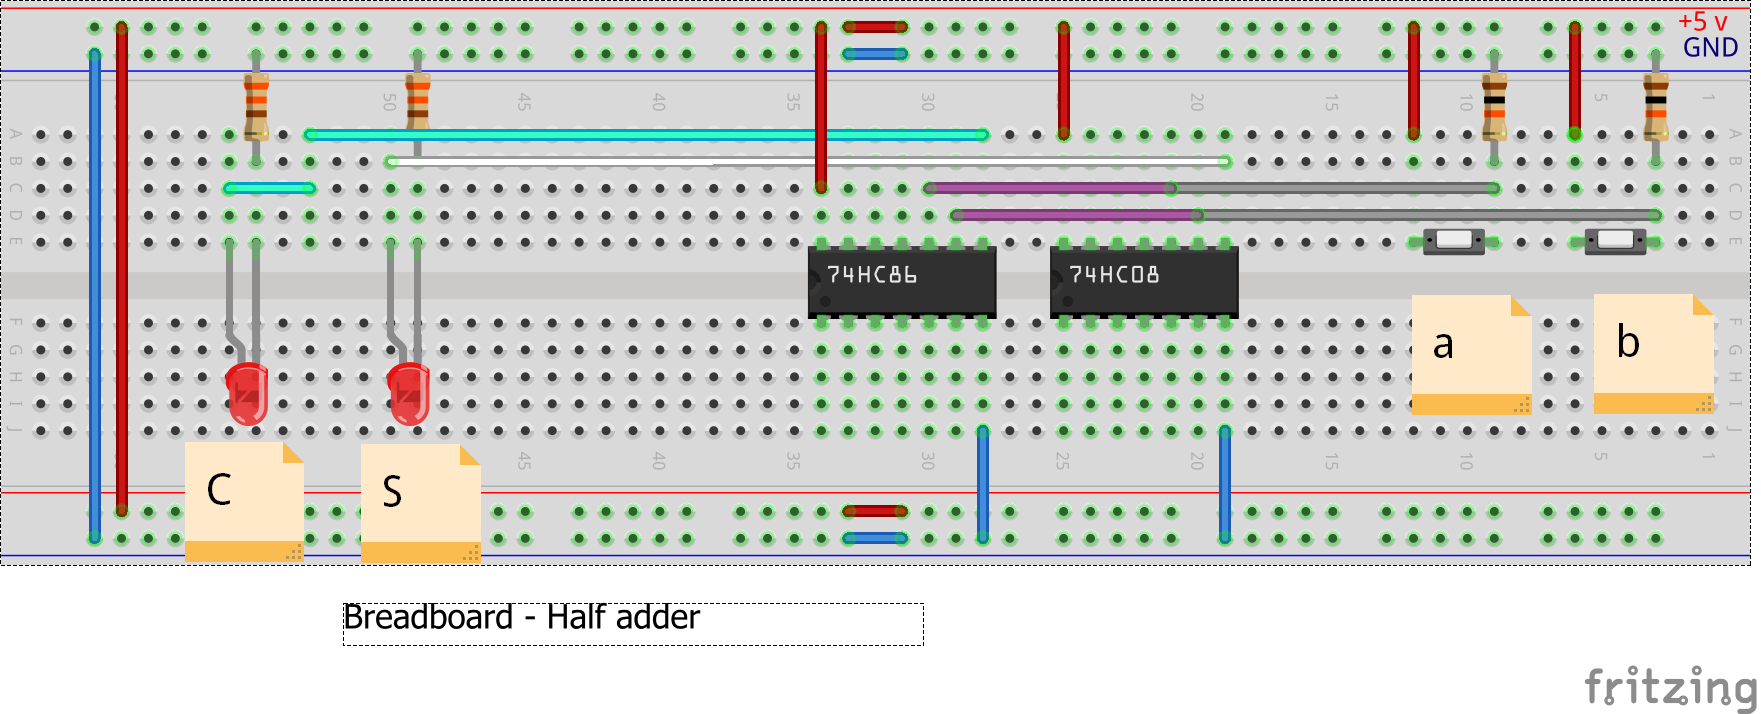 +5 v
GND
50 45 40 35 30 20 15 10 5 1
A A
B B
C C
D D
E E
74HC86 74HC08
F F
G G
H H
I I
J J
a b
45 40 35 30 25 20 15 10 5 1
C S
Breadboard - Half adder
fritzing